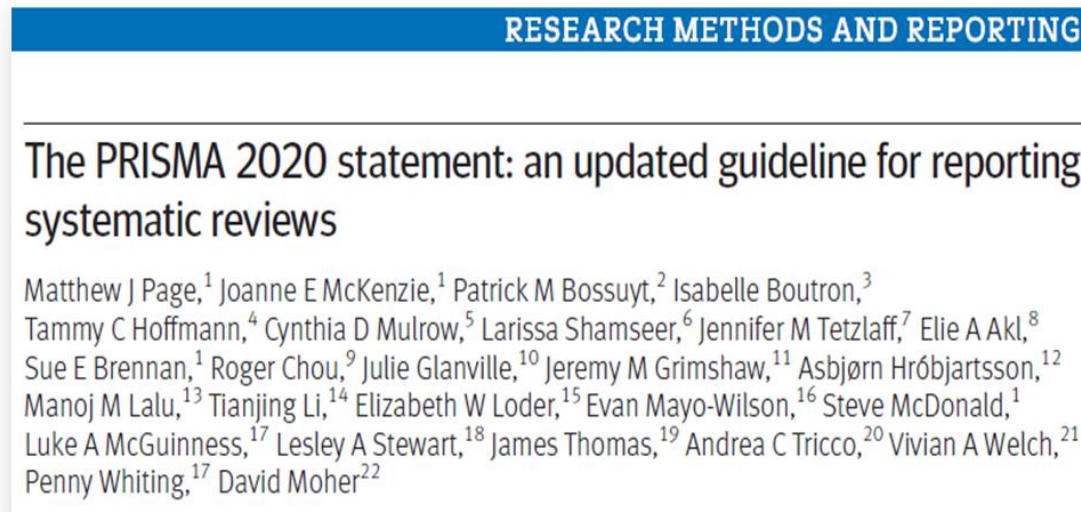 RESEARCH METHODS AND REPORTING
The PRISMA 2020 statement: an updated guideline for reporting
systematic reviews
Matthew J Page,1 Joanne E McKenzie,1 Patrick M Bossuyt,2 Isabelle Boutron,3
Tammy C Hoffmann,4 Cynthia D Mulrow,5 Larissa Shamseer,6 Jennifer M Tetzlaff,7 Elie A Akl,8
Sue E Brennan,1 Roger Chou,9 Julie Glanville,10 Jeremy M Grimshaw,11 Asbjørn Hróbjartsson,12
Manoj M Lalu,13 Tianjing Li,14 Elizabeth W Loder,15 Evan Mayo-Wilson,16 Steve McDonald,1
Luke A McGuinness,17 Lesley A Stewart,18 James Thomas,19 Andrea C Tricco,20 Vivian A Welch,21
Penny Whiting,17 David Moher22